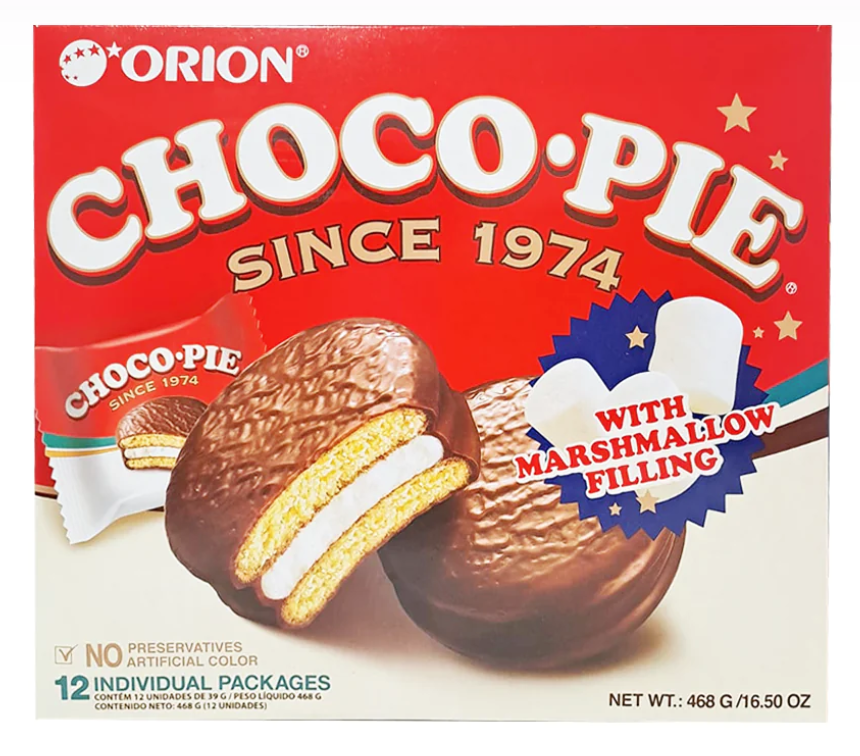 ORION®
CHOCO·PIE®
SINCE 1974
CHOCO·PIE
SINCE 1974
WITH
MARSHMALLOW
FILLING
NO PRESERVATIVES
ARTIFICIAL COLOR
12 INDIVIDUAL PACKAGES
CONTÉM 12 UNIDADES DE 39 G / PESO LÍQUIDO 468 G
CONTENIDO NETO: 468 G (12 UNIDADES)
NET WT.: 468 G /16.50 OZ